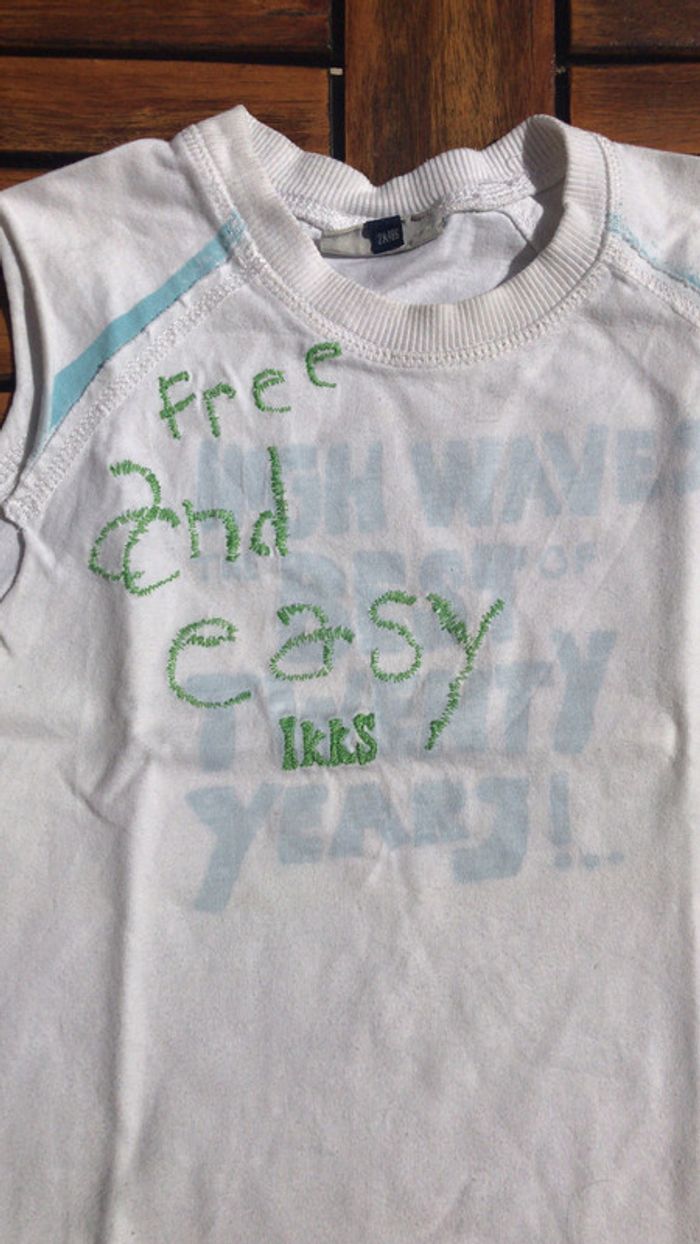 Free
and
easy
IKKS
HIGH WAVES
THE BEST OF
TWENTY
YEARS!...